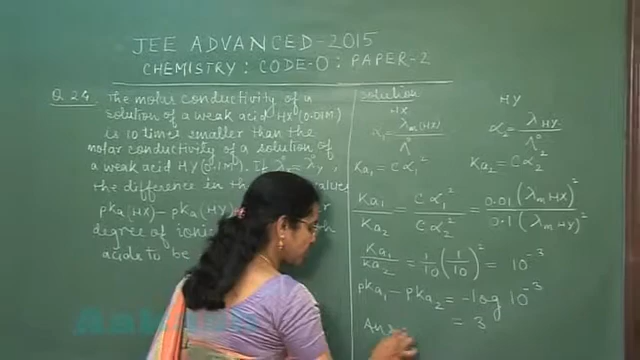 JEE ADVANCED-2015
CHEMISTRY: CODE-0: PAPER-2
Q 24. The molar conductivity of a
solution of a weak acid HX (0.01M)
is 10 times smaller than the
molar conductivity of a solution of
a weak acid HY (0.1M). If λ°X = λ°Y,
the difference in the values
pKa(HX) - pKa(HY)
degree of
acids to be
Solution
HX
α₁ = λm(HX) / Λ°
Ka₁ = Cα₁²
HY
α₂ = λHY / Λ°
Ka₂ = Cα₂²
Ka₁ / Ka₂ = Cα₁² / Cα₂² = 0.01 (λm HX)² / 0.1 (λm HY)²
Ka₁ / Ka₂ = 1/10 (1/10)² = 10⁻³
pKa₁ - pKa₂ = -log 10⁻³
= 3
Ans